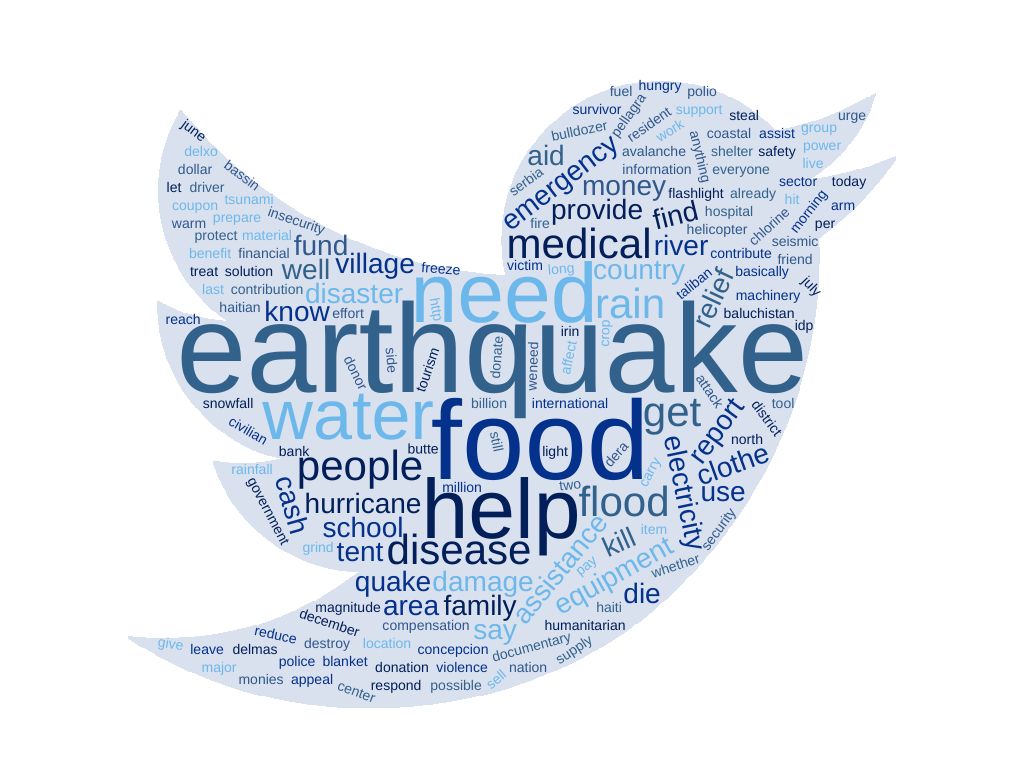 fuel hungry polio
survivor pellagra support steal urge
bulldozer resident work coastal assist group
june aid emergency avalanche anything shelter safety power
delxo information everyone live
dollar bassin serbia money flashlight already sector today
let driver hit morning
coupon tsunami provide find hospital chlorine arm
warm prepare insecurity fire helicopter per
protect material fund medical river seismic
benefit financial contribute friend
treat solution well village freeze victim long country taliban basically july
last contribution disaster need rain relief machinery
haitian know effort http baluchistan
reach irin crop idp
earthquake
donor side tourism donate weneed affect
snowfall water billion international get attack tool
civilian food report district
bank butte still light dera electricity north
rainfall people carry clothe
government cash million two use
hurricane help flood security
school assistance kill item
grind tent disease pay equipment whether
quake damage die
magnitude area family haiti
december compensation say humanitarian
give reduce destroy location documentary supply
leave delmas concepcion
major police blanket donation violence nation
monies appeal center respond possible sell